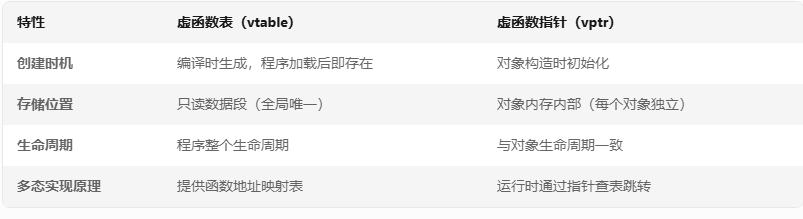 特性 虚函数表（vtable） 虚函数指针（vptr）
创建时机 编译时生成，程序加载后即存在 对象构造时初始化
存储位置 只读数据段（全局唯一） 对象内存内部（每个对象独立）
生命周期 程序整个生命周期 与对象生命周期一致
多态实现原理 提供函数地址映射表 运行时通过指针查表跳转